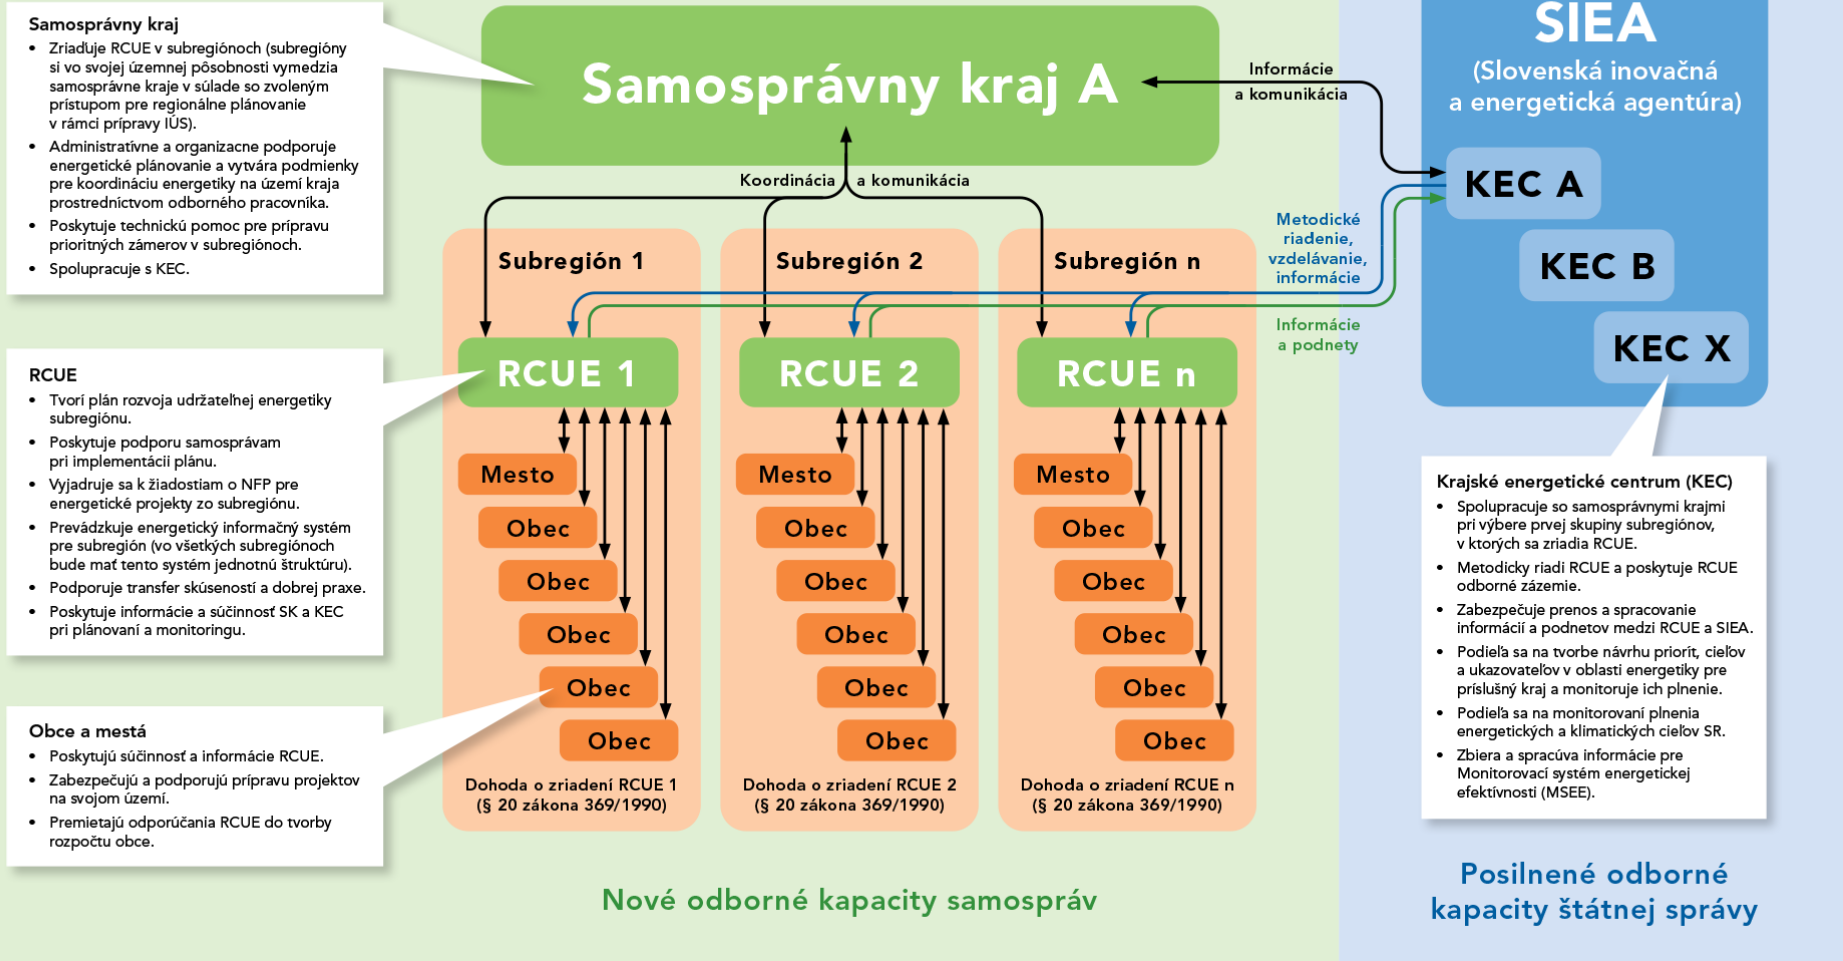 Samosprávny kraj
• Zriaďuje RCUE v subregiónoch (subregióny
si vo svojej územnej pôsobnosti vymedzia
samosprávne kraje v súlade so zvoleným
prístupom pre regionálne plánovanie
v rámci prípravy IÚS).
• Administratívne a organizacne podporuje
energetické plánovanie a vytvára podmienky
pre koordináciu energetiky na území kraja
prostredníctvom odborného pracovníka.
• Poskytuje technickú pomoc pre prípravu
prioritných zámerov v subregiónoch.
• Spolupracuje s KEC.
RCUE
• Tvorí plán rozvoja udržateľnej energetiky
subregiónu.
• Poskytuje podporu samosprávam
pri implementácii plánu.
• Vyjadruje sa k žiadostiam o NFP pre
energetické projekty zo subregiónu.
• Prevádzkuje energetický informačný systém
pre subregión (vo všetkých subregiónoch
bude mať tento systém jednotnú štruktúru).
• Podporuje transfer skúseností a dobrej praxe.
• Poskytuje informácie a súčinnosť SK a KEC
pri plánovaní a monitoringu.
Obce a mestá
• Poskytujú súčinnosť a informácie RCUE.
• Zabezpečujú a podporujú prípravu projektov
na svojom území.
• Premietajú odporúčania RCUE do tvorby
rozpočtu obce.
Samosprávny kraj A
Koordinácia a komunikácia
Informácie
a komunikácia
Subregión 1
RCUE 1
Mesto
Obec
Obec
Obec
Obec
Obec
Dohoda o zriadení RCUE 1
(§ 20 zákona 369/1990)
Subregión 2
RCUE 2
Mesto
Obec
Obec
Obec
Obec
Obec
Dohoda o zriadení RCUE 2
(§ 20 zákona 369/1990)
Subregión n
RCUE n
Mesto
Obec
Obec
Obec
Obec
Obec
Dohoda o zriadení RCUE n
(§ 20 zákona 369/1990)
Metodické
riadenie,
vzdelávanie,
informácie
Informácie
a podnety
Nové odborné kapacity samospráv
SIEA
(Slovenská inovačná
a energetická agentúra)
KEC A
KEC B
KEC X
Krajské energetické centrum (KEC)
• Spolupracuje so samosprávnymi krajmi
pri výbere prvej skupiny subregiónov,
v ktorých sa zriadia RCUE.
• Metodicky riadi RCUE a poskytuje RCUE
odborné zázemie.
• Zabezpečuje prenos a spracovanie
informácií a podnetov medzi RCUE a SIEA.
• Podieľa sa na tvorbe návrhu priorít, cieľov
a ukazovateľov v oblasti energetiky pre
príslušný kraj a monitoruje ich plnenie.
• Podieľa sa na monitorovaní plnenia
energetických a klimatických cieľov SR.
• Zbiera a spracúva informácie pre
Monitorovací systém energetickej
efektívnosti (MSEE).
Posilnené odborné
kapacity štátnej správy